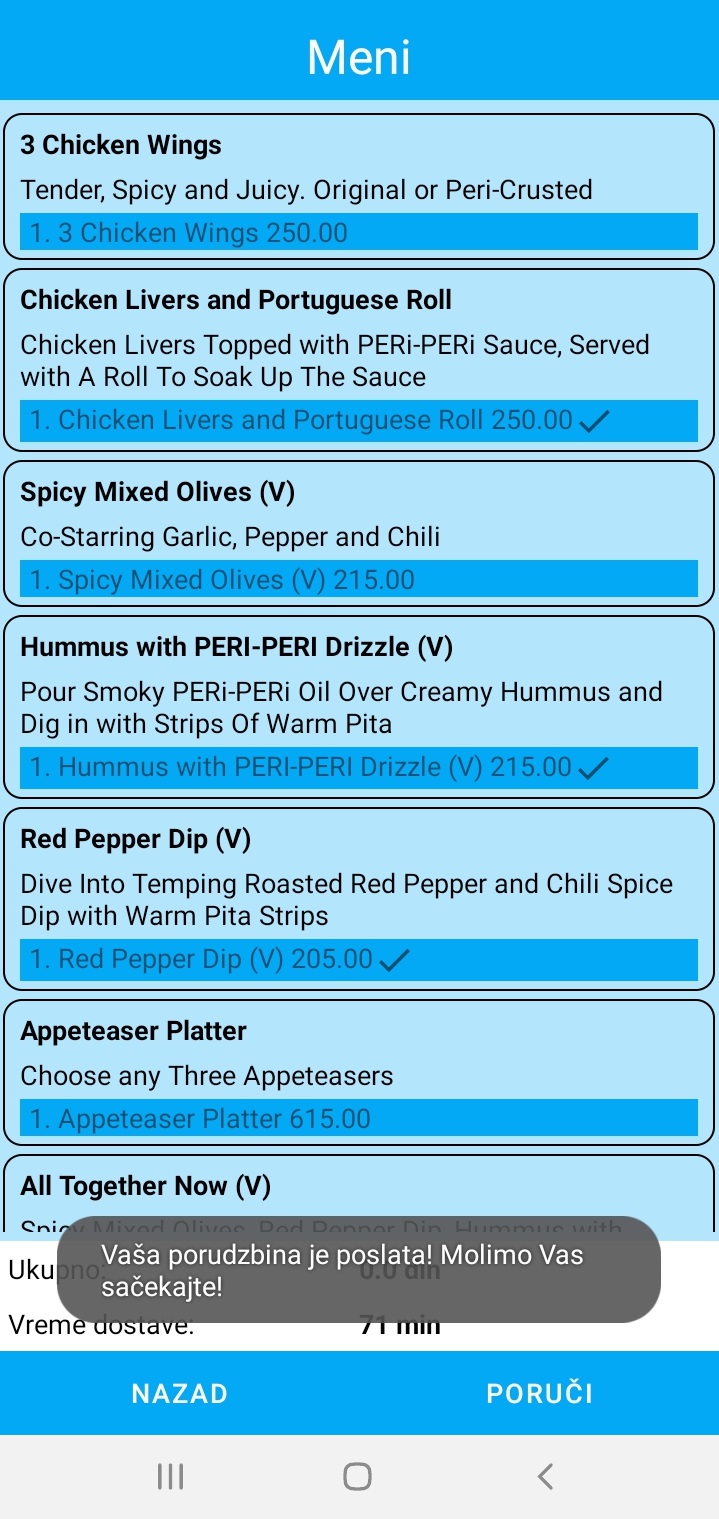 Meni
3 Chicken Wings
Tender, Spicy and Juicy. Original or Peri-Crusted
1. 3 Chicken Wings 250.00
Chicken Livers and Portuguese Roll
Chicken Livers Topped with PERi-PERi Sauce, Served
with A Roll To Soak Up The Sauce
1. Chicken Livers and Portuguese Roll 250.00
Spicy Mixed Olives (V)
Co-Starring Garlic, Pepper and Chili
1. Spicy Mixed Olives (V) 215.00
Hummus with PERI-PERI Drizzle (V)
Pour Smoky PERi-PERi Oil Over Creamy Hummus and
Dig in with Strips Of Warm Pita
1. Hummus with PERI-PERI Drizzle (V) 215.00
Red Pepper Dip (V)
Dive Into Temping Roasted Red Pepper and Chili Spice
Dip with Warm Pita Strips
1. Red Pepper Dip (V) 205.00
Appeteaser Platter
Choose any Three Appeteasers
1. Appeteaser Platter 615.00
All Together Now (V)
Spicy Mixed Olives, Red Pepper Dip, Hummus with
Vaša porudzbina je poslata! Molimo Vas
sačekajte!
Ukupno: 0.0 din
Vreme dostave: 71 min
NAZAD PORUČI